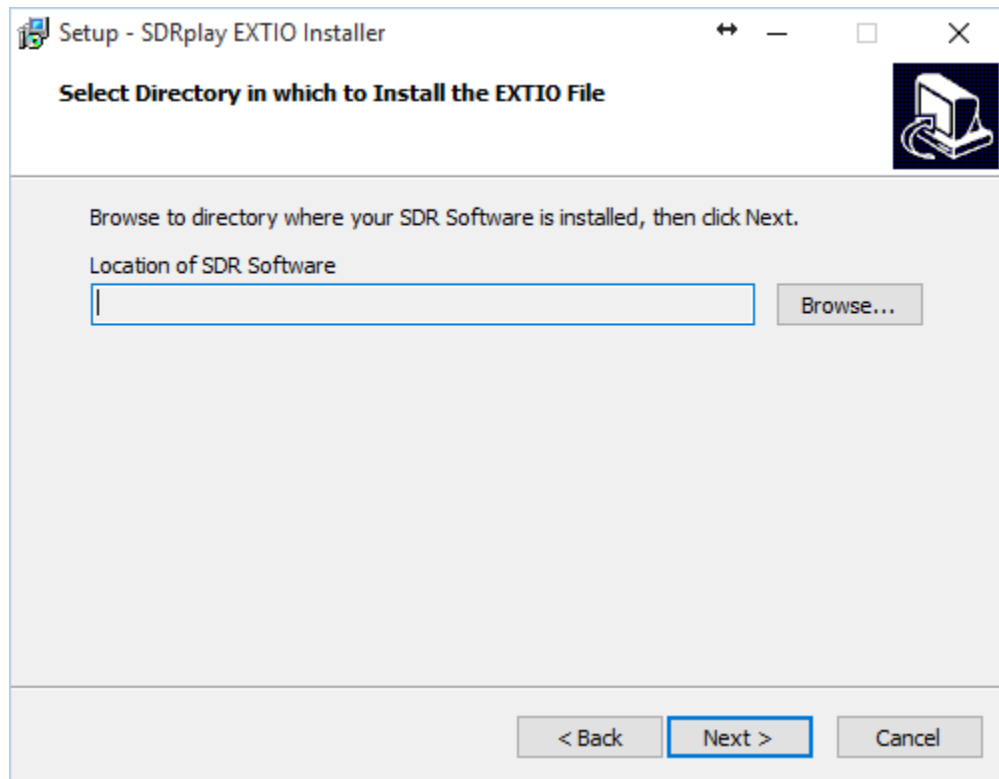 Setup - SDRplay EXTIO Installer
Select Directory in which to Install the EXTIO File
Browse to directory where your SDR Software is installed, then click Next.
Location of SDR Software
Browse...
< Back Next > Cancel